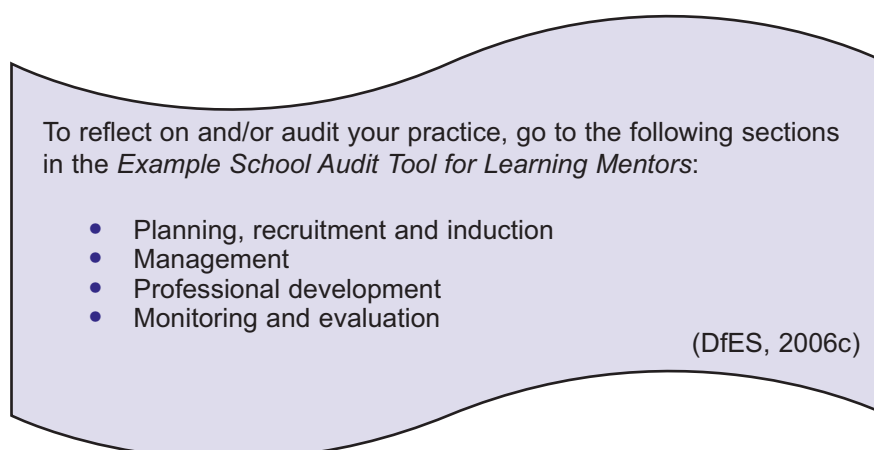 To reflect on and/or audit your practice, go to the following sections
in the Example School Audit Tool for Learning Mentors:
• Planning, recruitment and induction
• Management
• Professional development
• Monitoring and evaluation
(DfES, 2006c)